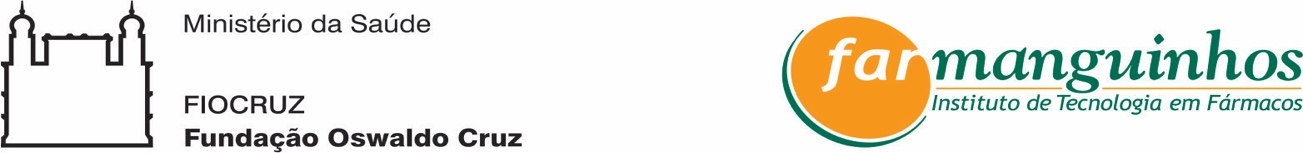 Ministério da Saúde
FIOCRUZ
Fundação Oswaldo Cruz
farmanguinhos
Instituto de Tecnologia em Fármacos